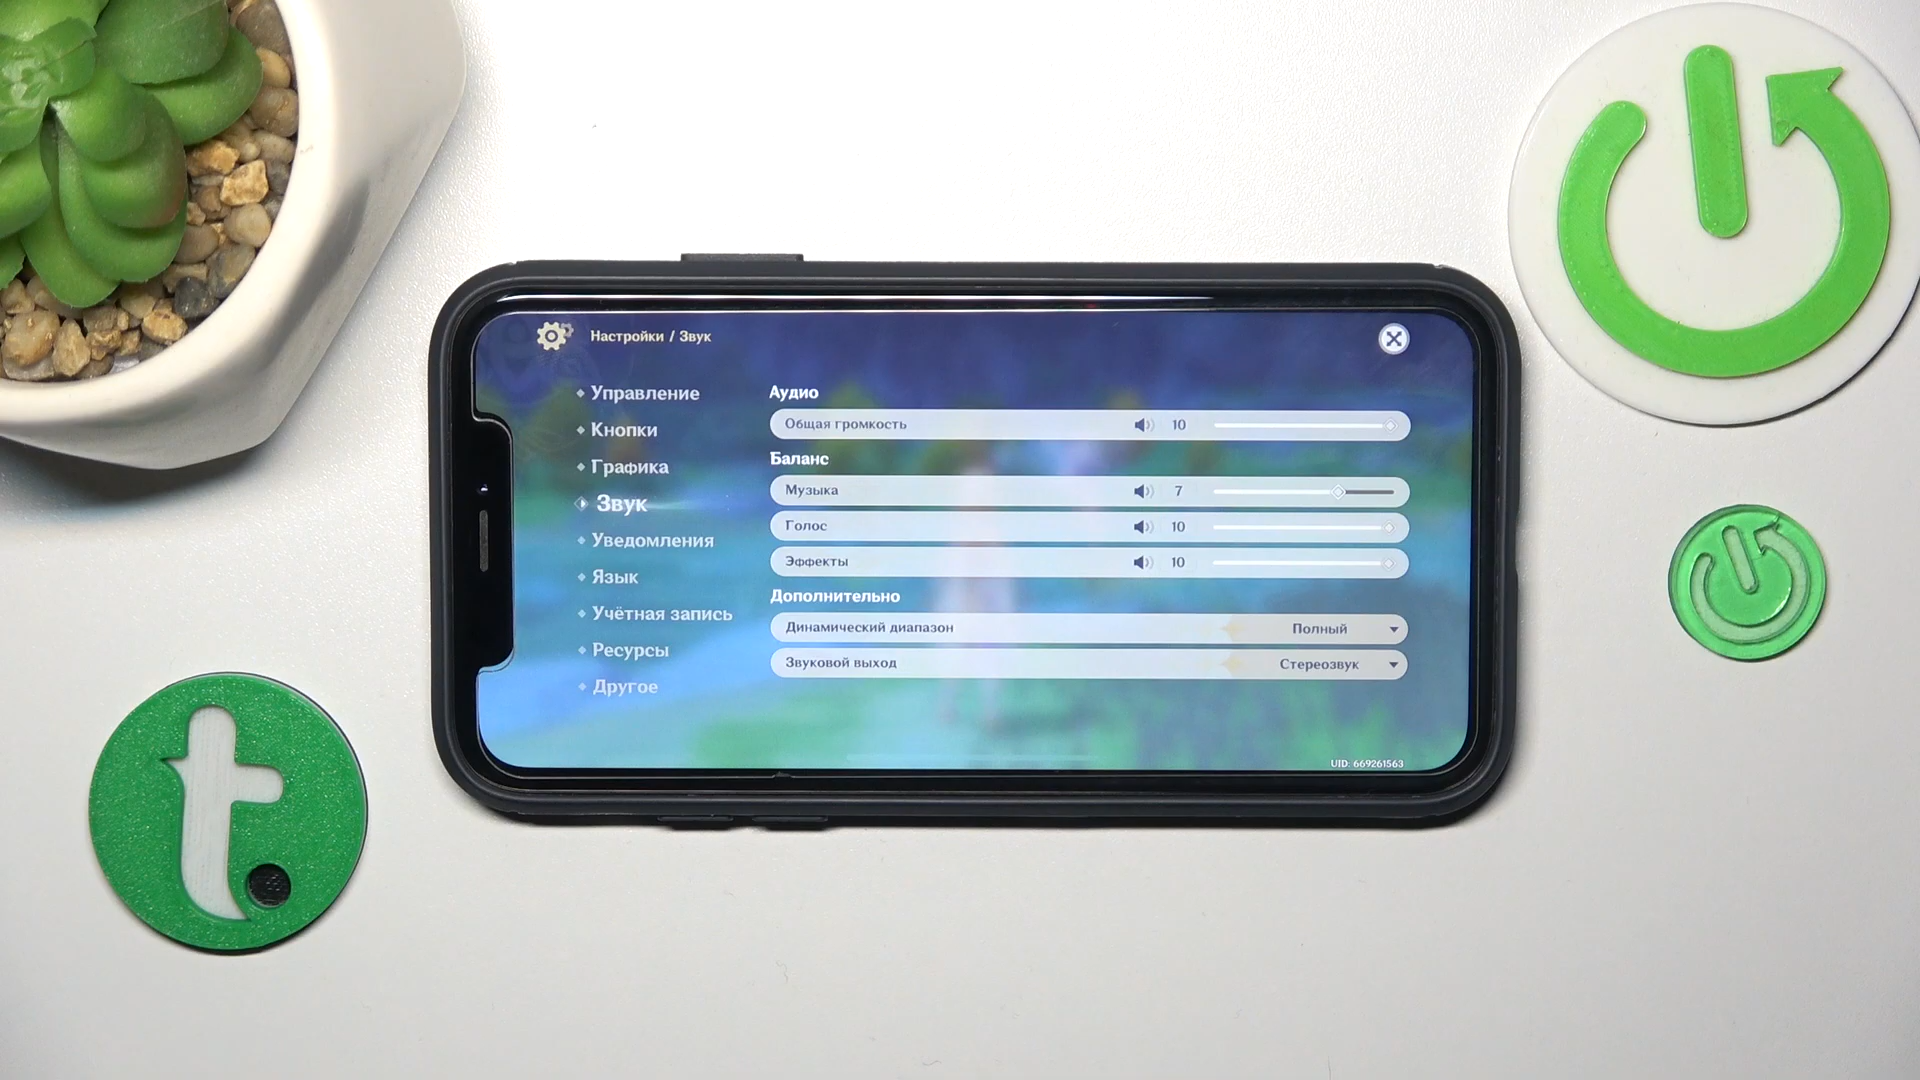 Настройки / Звук
Управление
Кнопки
Графика
Звук
Уведомления
Язык
Учётная запись
Ресурсы
Другое
Аудио
Общая громкость 10
Баланс
Музыка 7
Голос 10
Эффекты 10
Дополнительно
Динамический диапазон Полный
Звуковой выход Стереозвук
UID: 669261563
t.